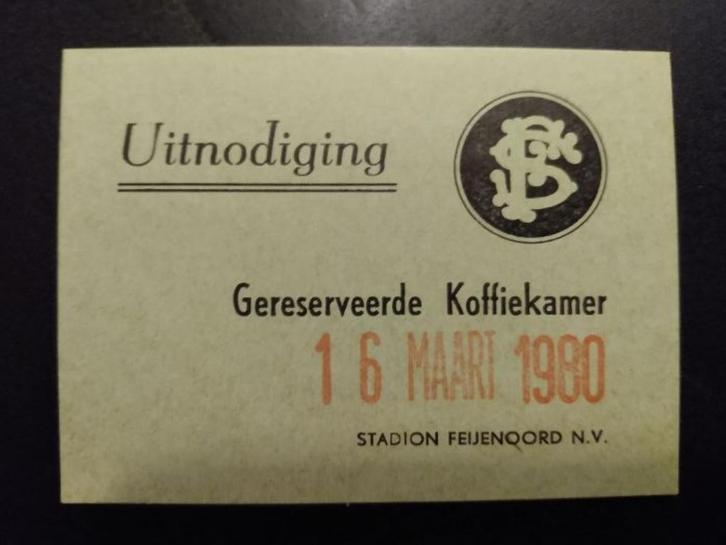 Uitnodiging
Gereserveerde Koffiekamer
16 MAART 1980
STADION FEIJENOORD N.V.